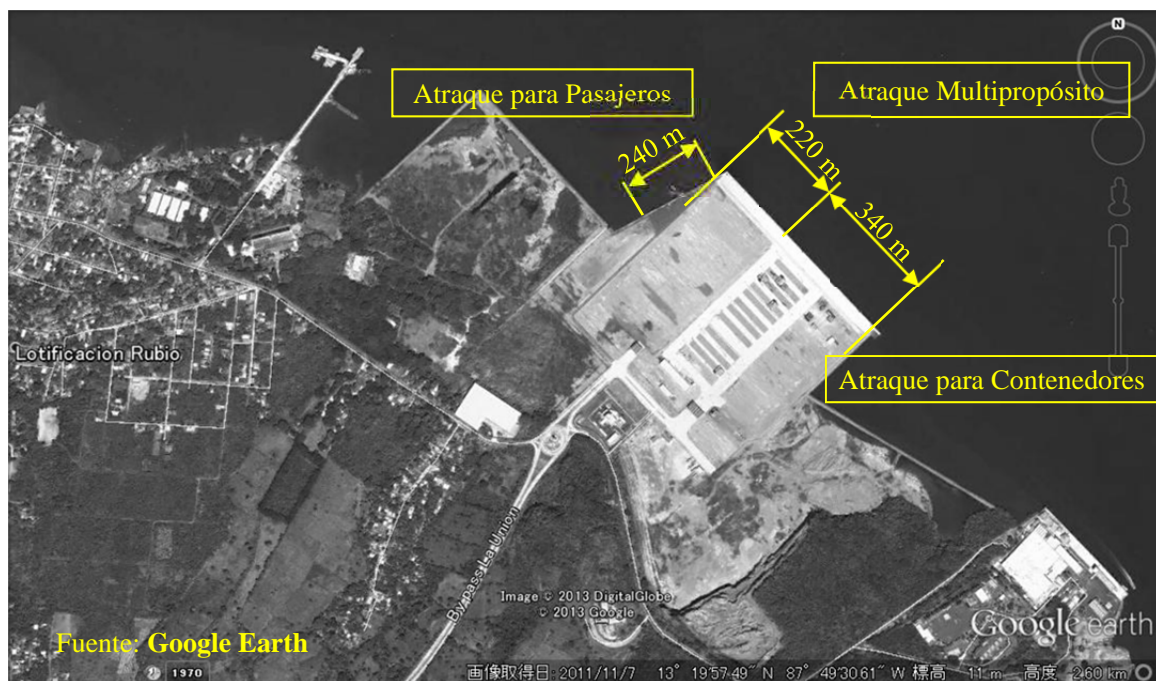 N
Atraque para Pasajeros
Atraque Multipropósito
240 m
220 m
340 m
Lotificacion Rubio
Atraque para Contenedores
By pass La Union
Image © 2013 DigitalGlobe
© 2013 Google
Google earth
Fuente: Google Earth
1970
画像取得日: 2011/11/7 13° 19'57.49" N 87° 49'30.61" W 標高 11 m 高度 2.60 km